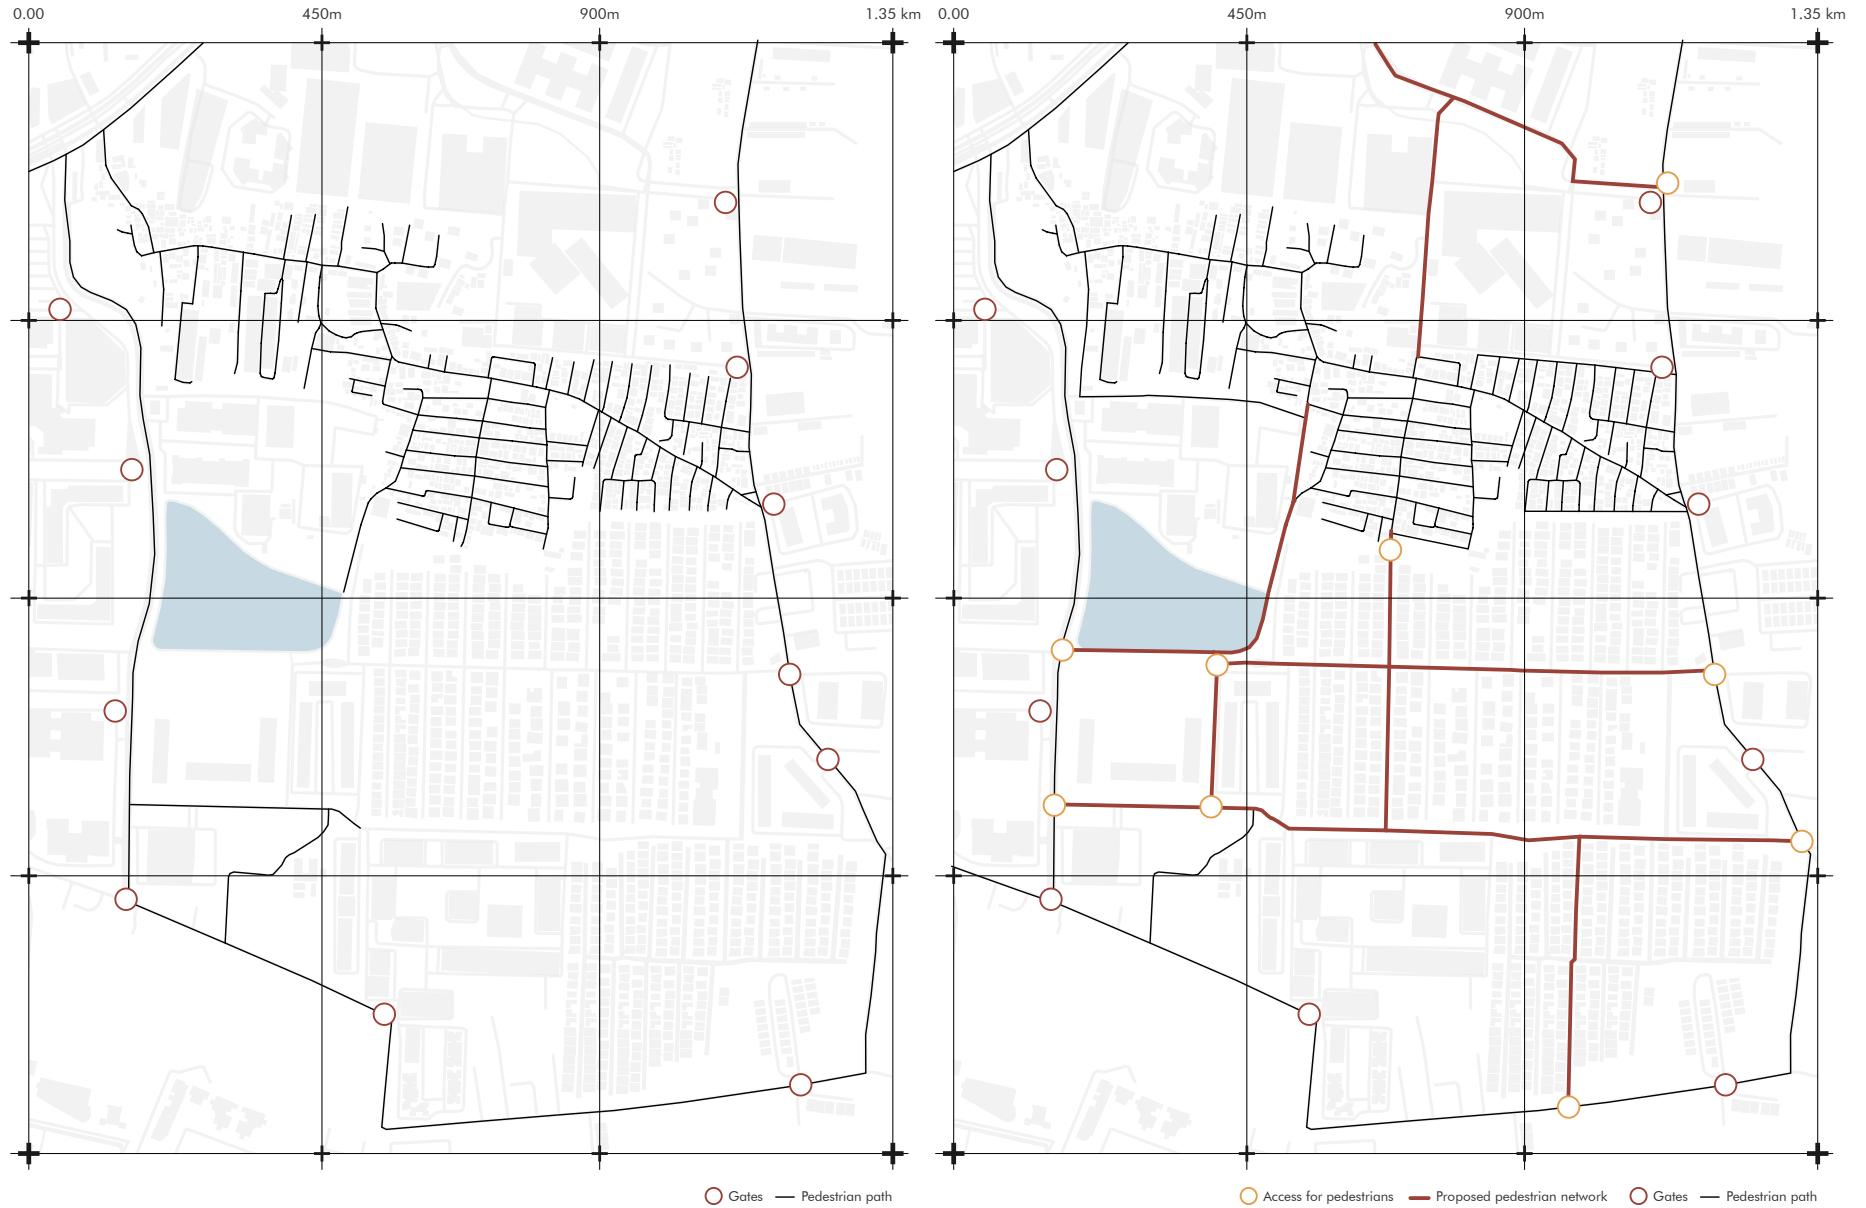 0.00 450m 900m 1.35 km 0.00 450m 900m 1.35 km
Gates Pedestrian path
Access for pedestrians Proposed pedestrian network Gates Pedestrian path